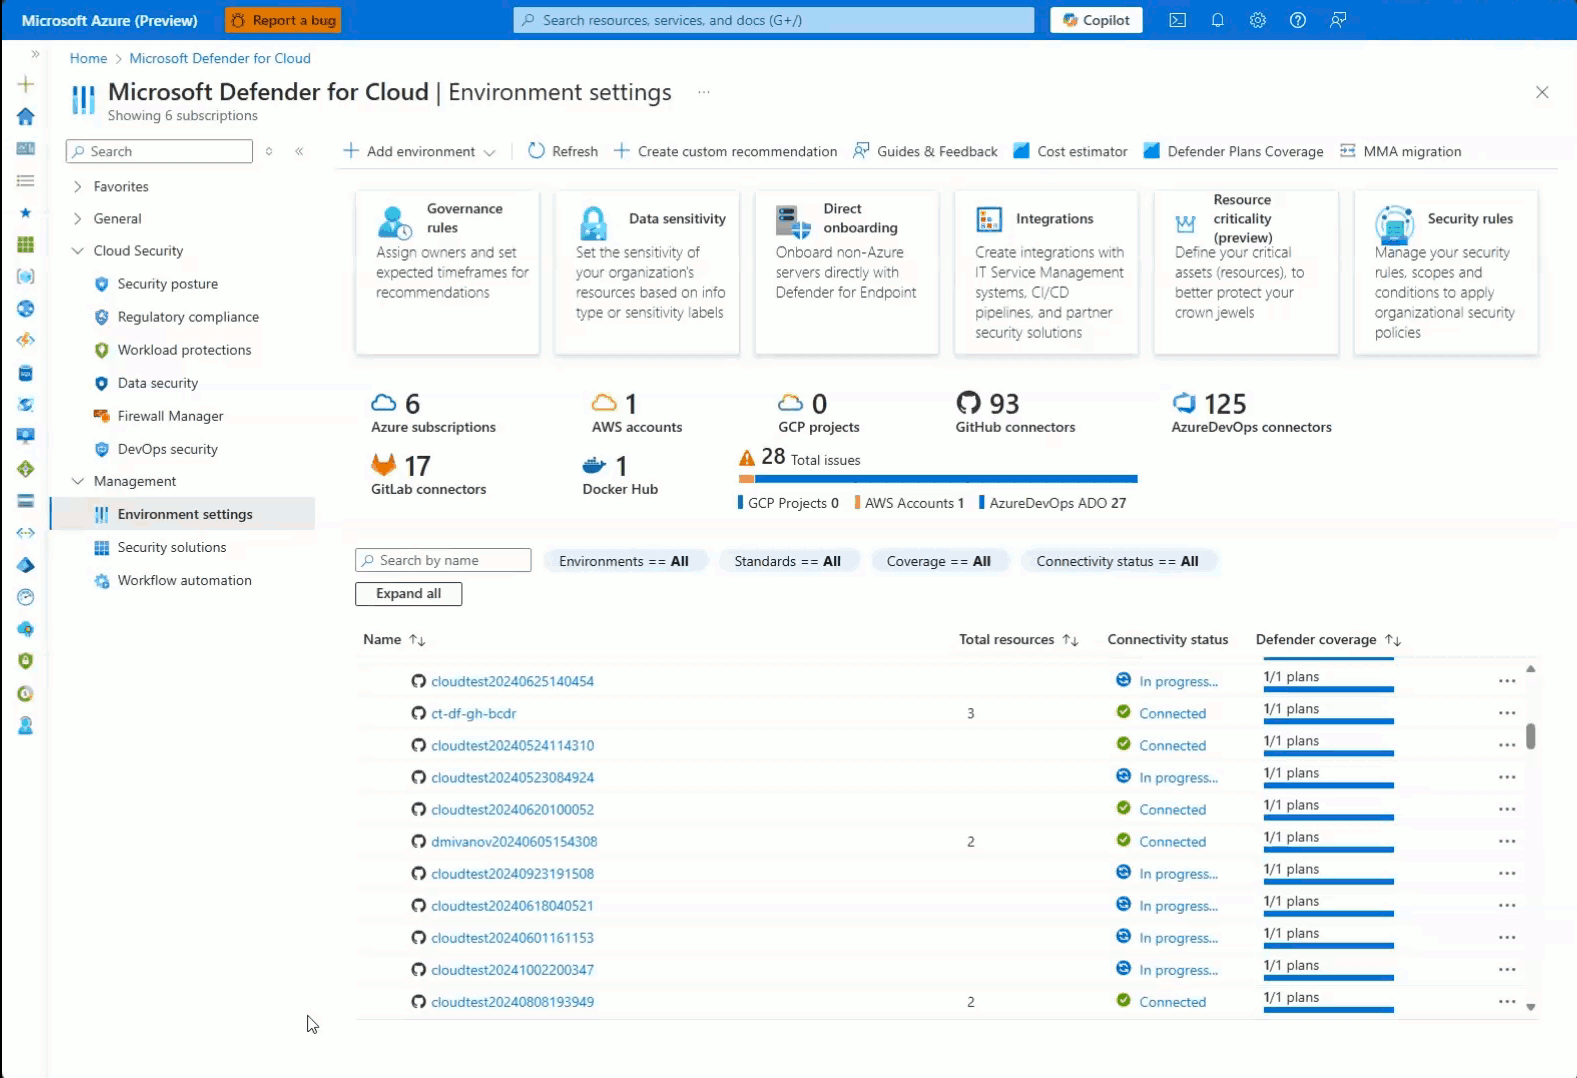 Microsoft Azure (Preview)
Report a bug
Search resources, services, and docs (G+/)
Copilot
Home > Microsoft Defender for Cloud
Microsoft Defender for Cloud | Environment settings
···
Showing 6 subscriptions
Search
Favorites
General
Cloud Security
Security posture
Regulatory compliance
Workload protections
Data security
Firewall Manager
DevOps security
Management
Environment settings
Security solutions
Workflow automation
Add environment
Refresh
Create custom recommendation
Guides & Feedback
Cost estimator
Defender Plans Coverage
MMA migration
Governance
rules
Assign owners and set
expected timeframes for
recommendations
Data sensitivity
Set the sensitivity of
your organization's
resources based on info
type or sensitivity labels
Direct
onboarding
Onboard non-Azure
servers directly with
Defender for Endpoint
Integrations
Create integrations with
IT Service Management
systems, CI/CD
pipelines, and partner
security solutions
Resource
criticality
(preview)
Define your critical
assets (resources), to
better protect your
crown jewels
Security rules
Manage your security
rules, scopes and
conditions to apply
organizational security
policies
6
Azure subscriptions
1
AWS accounts
0
GCP projects
93
GitHub connectors
125
AzureDevOps connectors
17
GitLab connectors
1
Docker Hub
28 Total issues
GCP Projects 0
AWS Accounts 1
AzureDevOps ADO 27
Search by name
Environments == All
Standards == All
Coverage == All
Connectivity status == All
Expand all
Name ↑↓ Total resources ↑↓ Connectivity status Defender coverage ↑↓
cloudtest20240625140454 In progress... 1/1 plans ···
ct-df-gh-bcdr 3 Connected 1/1 plans ···
cloudtest20240524114310 Connected 1/1 plans ···
cloudtest20240523084924 In progress... 1/1 plans ···
cloudtest20240620100052 Connected 1/1 plans ···
dmivanov20240605154308 2 Connected 1/1 plans ···
cloudtest20240923191508 In progress... 1/1 plans ···
cloudtest20240618040521 In progress... 1/1 plans ···
cloudtest20240601161153 In progress... 1/1 plans ···
cloudtest20241002200347 In progress... 1/1 plans ···
cloudtest20240808193949 2 Connected 1/1 plans ···